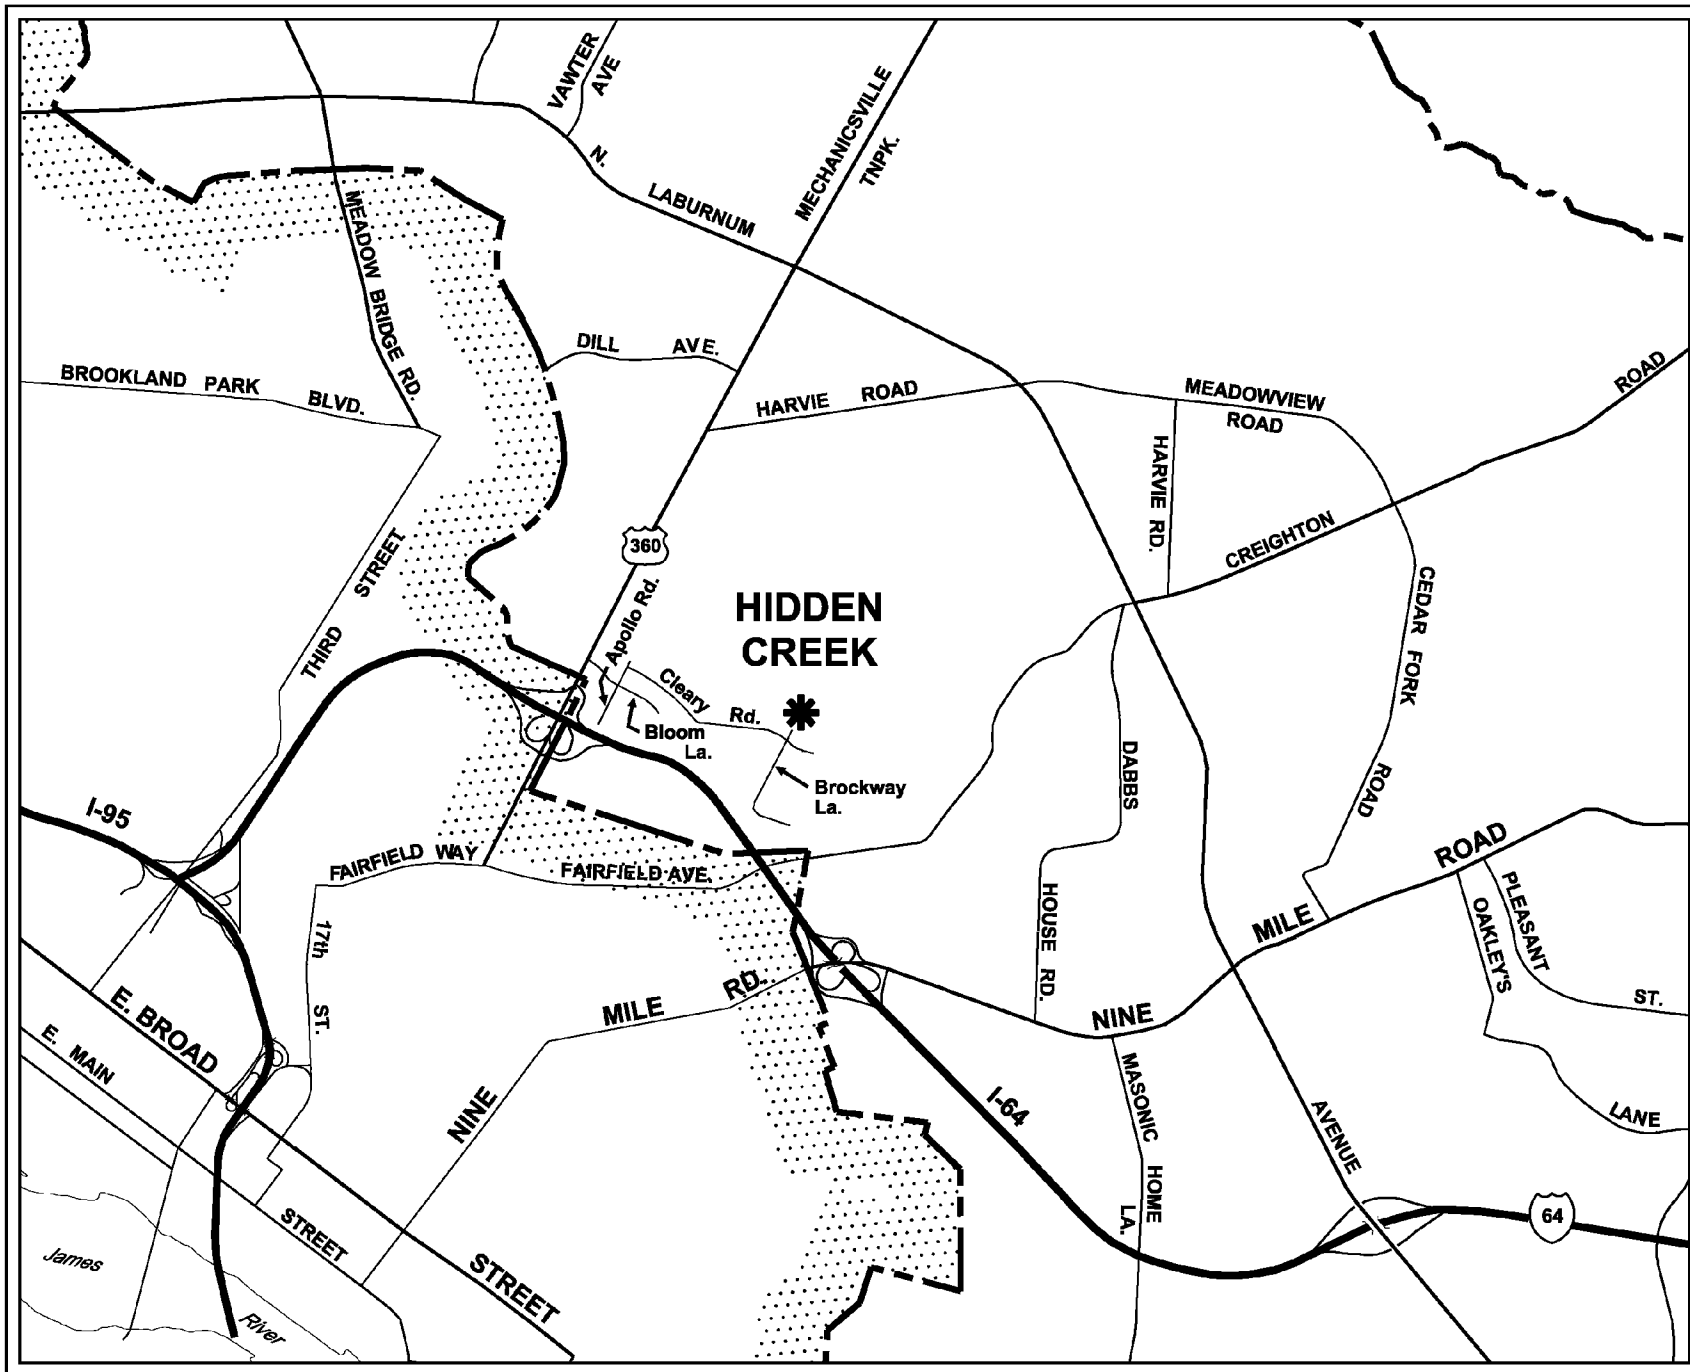 VAWTER
AVE
MECHANICSVILLE
TNPK.
N.
LABURNUM
MEADOW BRIDGE RD.
DILL AVE.
BROOKLAND PARK
BLVD.
HARVIE ROAD
MEADOWVIEW
ROAD
ROAD
HARVIE RD.
CREIGHTON
360
THIRD STREET
Apollo Rd.
HIDDEN
CREEK
CEDAR FORK
ROAD
Cleary
Rd.
Bloom
La.
Brockway
La.
DABBS
HOUSE RD.
I-95
FAIRFIELD WAY
FAIRFIELD AVE.
ROAD
MILE
NINE
PLEASANT
ST.
OAKLEY'S
LANE
17th
ST.
NINE
MILE
RD.
E. BROAD
STREET
E. MAIN
STREET
I-64
MASONIC
HOME
LA.
AVENUE
64
James
River